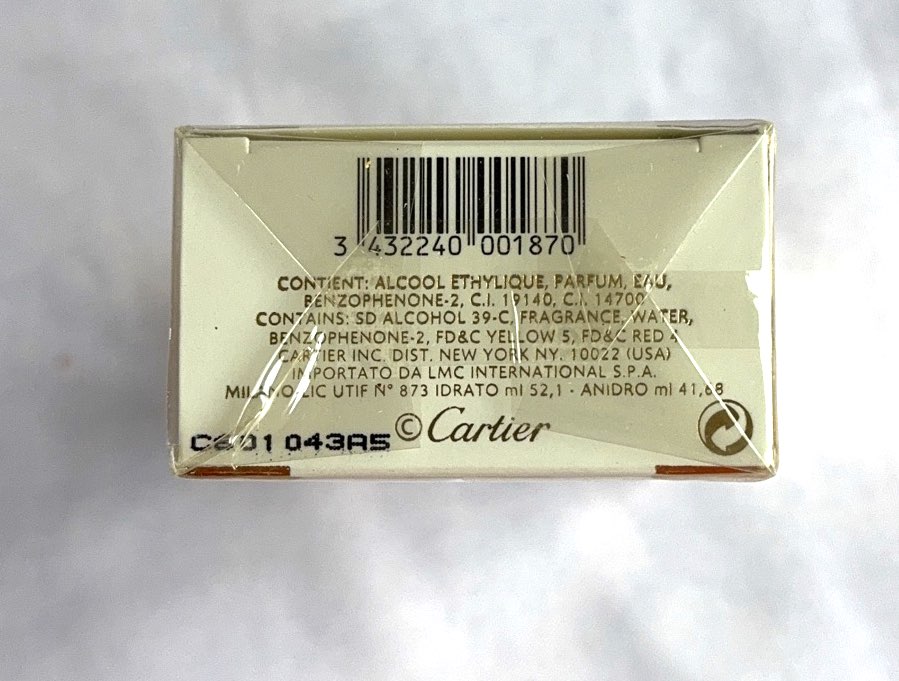 3 432240 001870
CONTIENT: ALCOOL ETHYLIQUE, PARFUM, EAU,
BENZOPHENONE-2, C.I. 19140, C.I. 14700
CONTAINS: SD ALCOHOL 39-C, FRAGRANCE, WATER,
BENZOPHENONE-2, FD&C YELLOW 5, FD&C RED 4
CARTIER INC. DIST. NEW YORK NY. 10022 (USA)
IMPORTATO DA LMC INTERNATIONAL S.P.A.
MILANO LIC UTIF N° 873 IDRATO ml 52,1 - ANIDRO ml 41,68
©Cartier
043A5